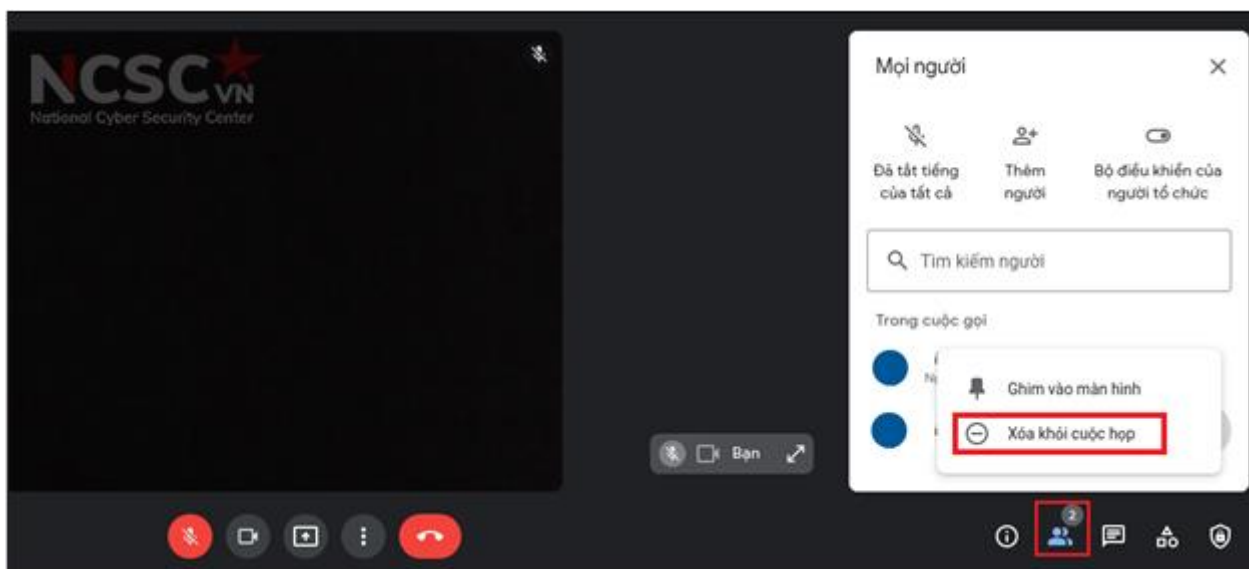 NCSC VN
National Cyber Security Center
Mọi người
Đã tắt tiếng
của tất cả
Thêm
người
Bộ điều khiển của
người tổ chức
Tìm kiếm người
Trong cuộc gọi
Ghim vào màn hình
Xóa khỏi cuộc họp
Bạn
2